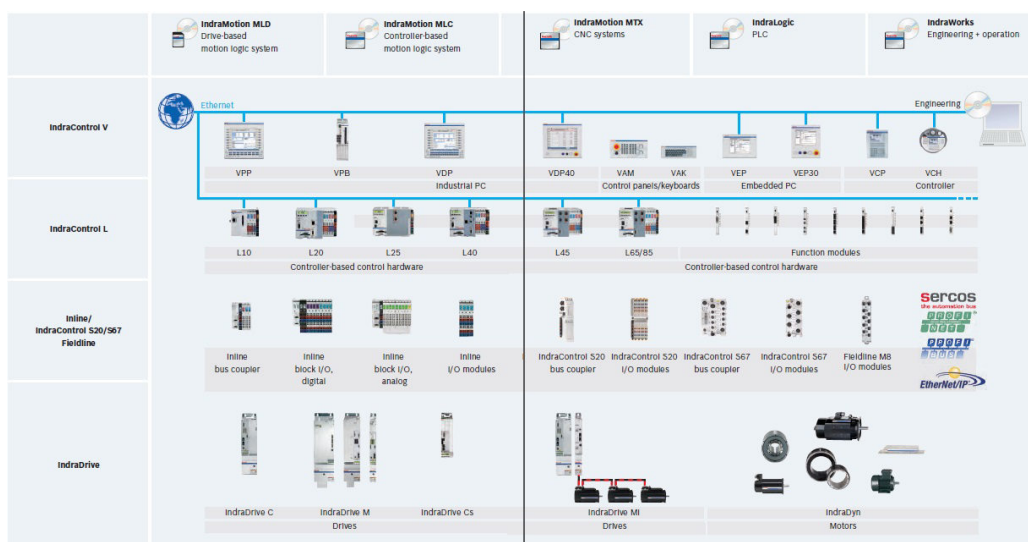 IndraMotion MLD
Drive-based
motion logic system
IndraMotion MLC
Controller-based
motion logic system
IndraMotion MTX
CNC systems
IndraLogic
PLC
IndraWorks
Engineering + operation
Ethernet
Engineering
IndraControl V
VPP
VPB
VDP
VDP40
VAM
VAK
VEP
VEP30
VCP
VCH
Industrial PC
Control panels/keyboards
Embedded PC
Controller
IndraControl L
L10
L20
L25
L40
L45
L65/85
Function modules
Controller-based control hardware
Controller-based control hardware
Inline/
IndraControl S20/S67
Fieldline
sercos
the automation bus
PROFI
NET
PROFI
BUS
EtherNet/IP
Inline
bus coupler
Inline
block I/O,
digital
Inline
block I/O,
analog
Inline
I/O modules
IndraControl S20
bus coupler
IndraControl S20
I/O modules
IndraControl S67
bus coupler
IndraControl S67
I/O modules
Fieldline M8
I/O modules
IndraDrive
IndraDrive C
IndraDrive M
IndraDrive Cs
IndraDrive Mi
IndraDyn
Drives
Drives
Motors